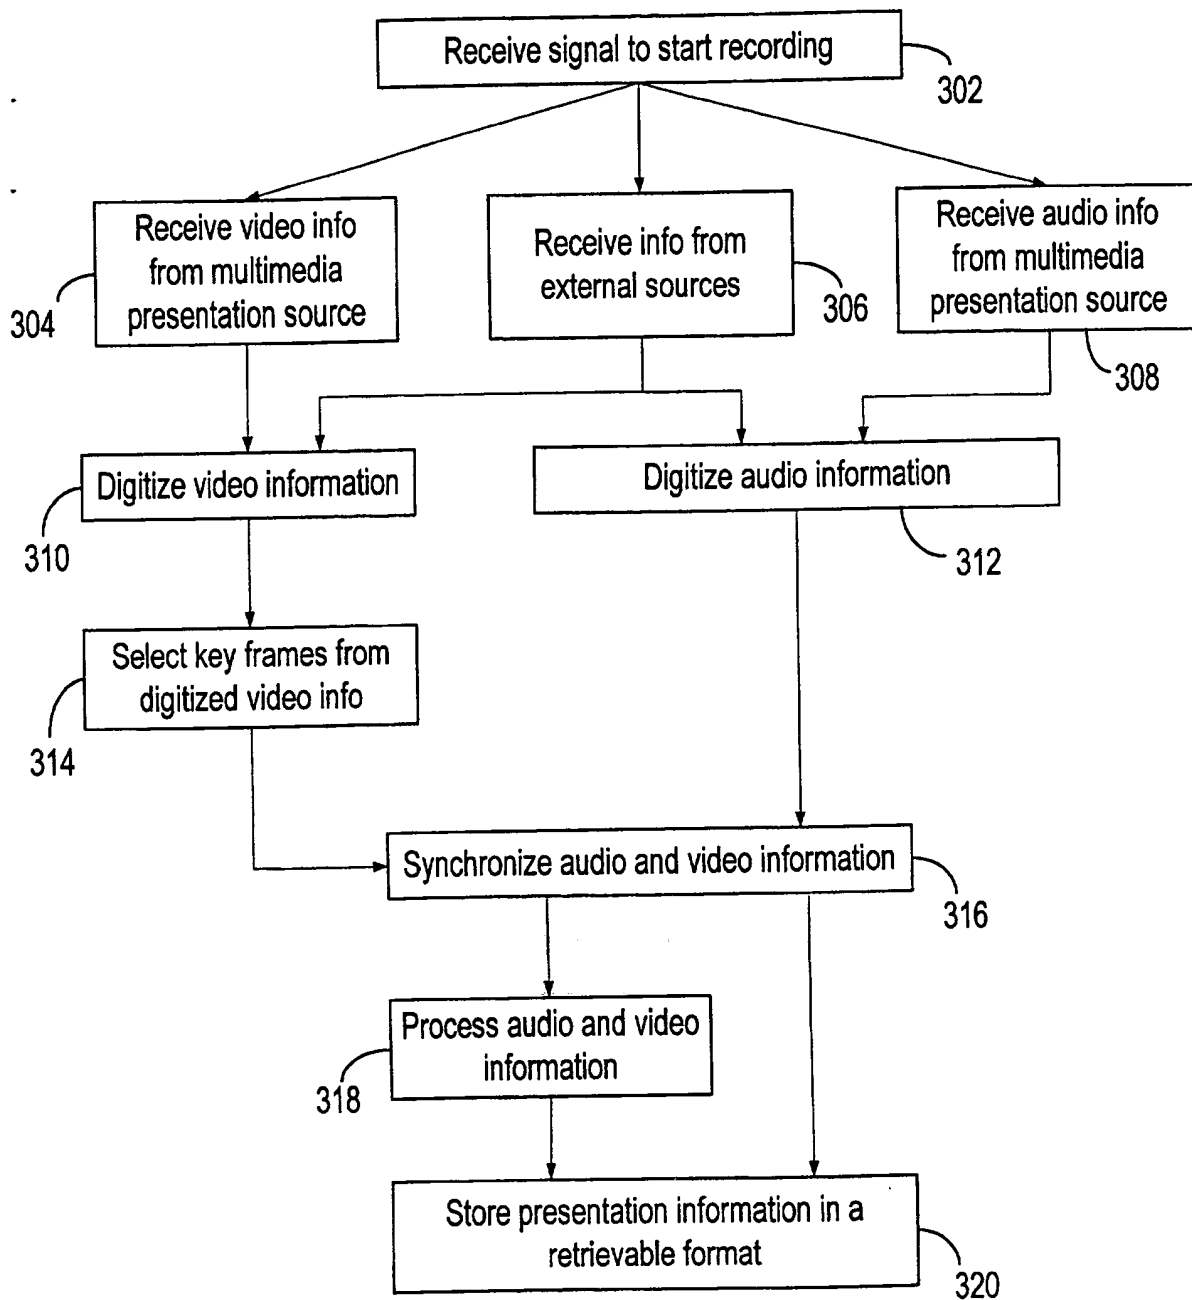 Receive signal to start recording
302
Receive video info
from multimedia
presentation source
304
Receive info from
external sources
306
Receive audio info
from multimedia
presentation source
308
Digitize video information
310
Digitize audio information
312
Select key frames from
digitized video info
314
Synchronize audio and video information
316
Process audio and video
information
318
Store presentation information in a
retrievable format
320